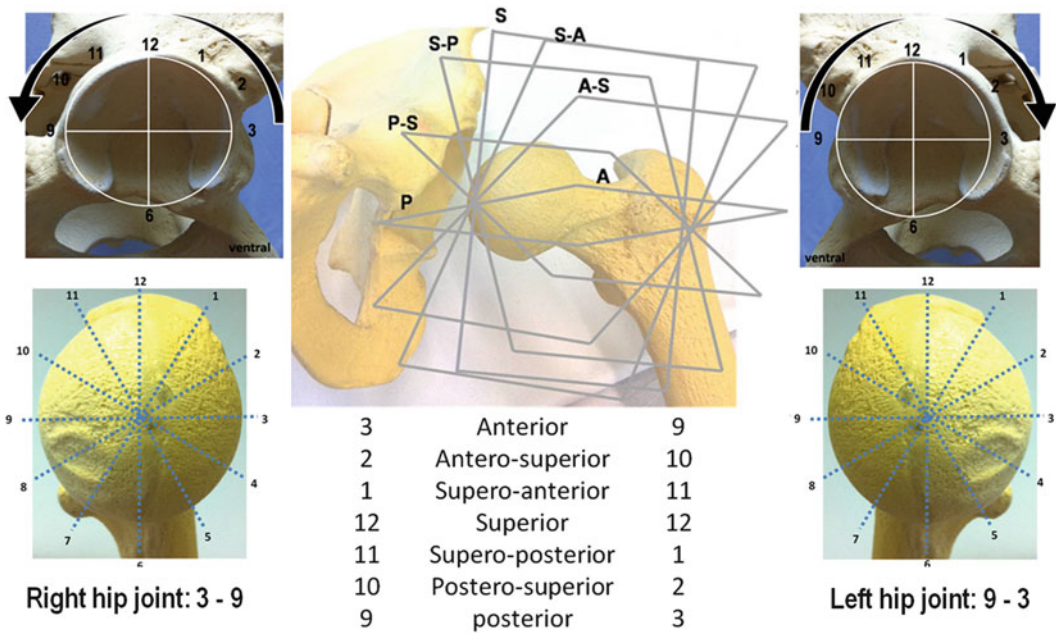 12
11
1
10
2
9
3
6
ventral
S
S-P
S-A
A-S
P-S
A
P
12
11
1
10
2
9
3
6
ventral
12
11
1
10
2
9
3
8
4
7
5
6
Right hip joint: 3 - 9
3 Anterior 9
2 Antero-superior 10
1 Supero-anterior 11
12 Superior 12
11 Supero-posterior 1
10 Postero-superior 2
9 posterior 3
12
11
1
10
2
9
3
8
4
7
5
6
Left hip joint: 9 - 3